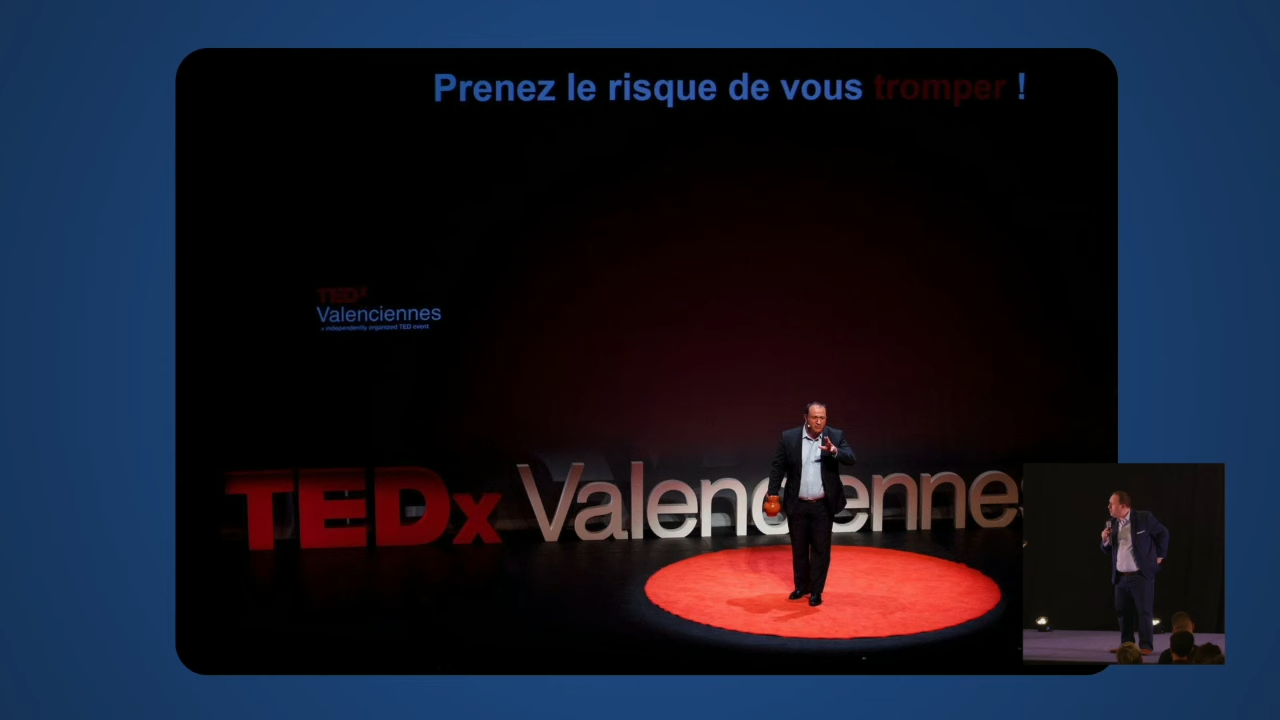 Prenez le risque de vous tromper !
TEDx
Valenciennes
x independently organized TED event
TEDx Valenciennes